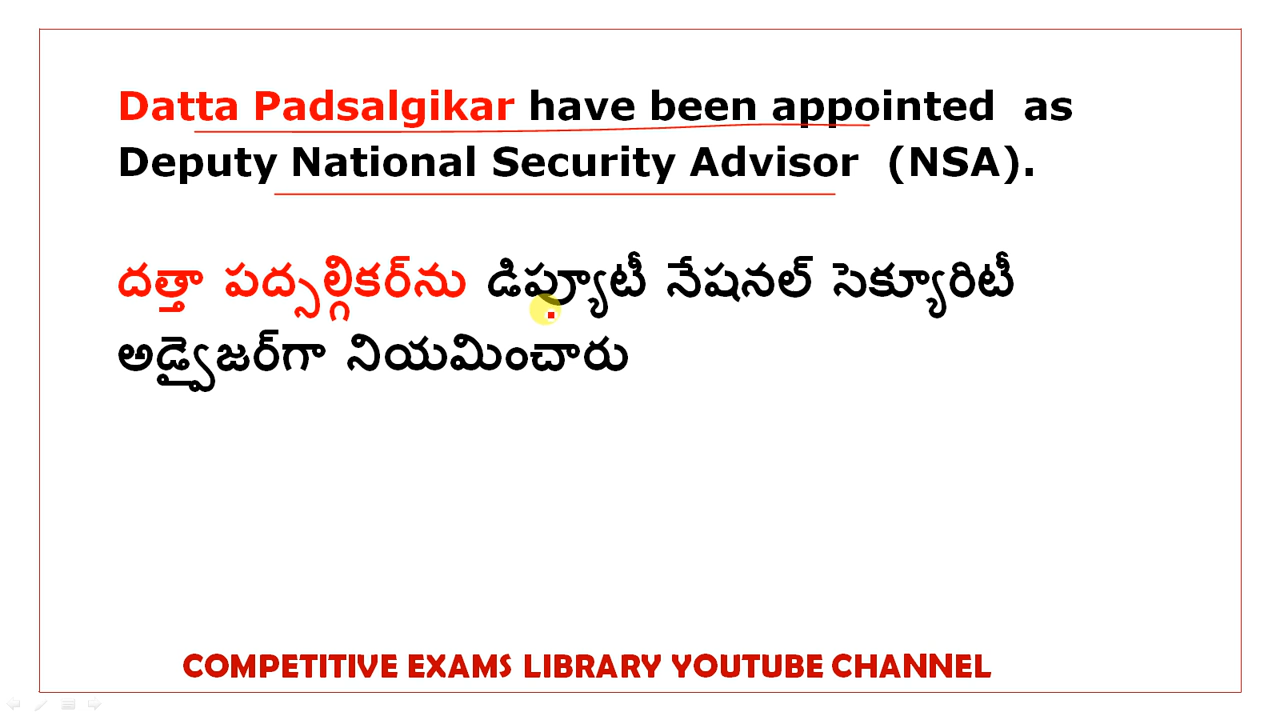 Datta Padsalgikar have been appointed as
Deputy National Security Advisor (NSA).
దత్తా పద్సల్గికర్‌ను డిప్యూటీ నేషనల్ సెక్యూరిటీ
అడ్వైజర్‌గా నియమించారు
COMPETITIVE EXAMS LIBRARY YOUTUBE CHANNEL